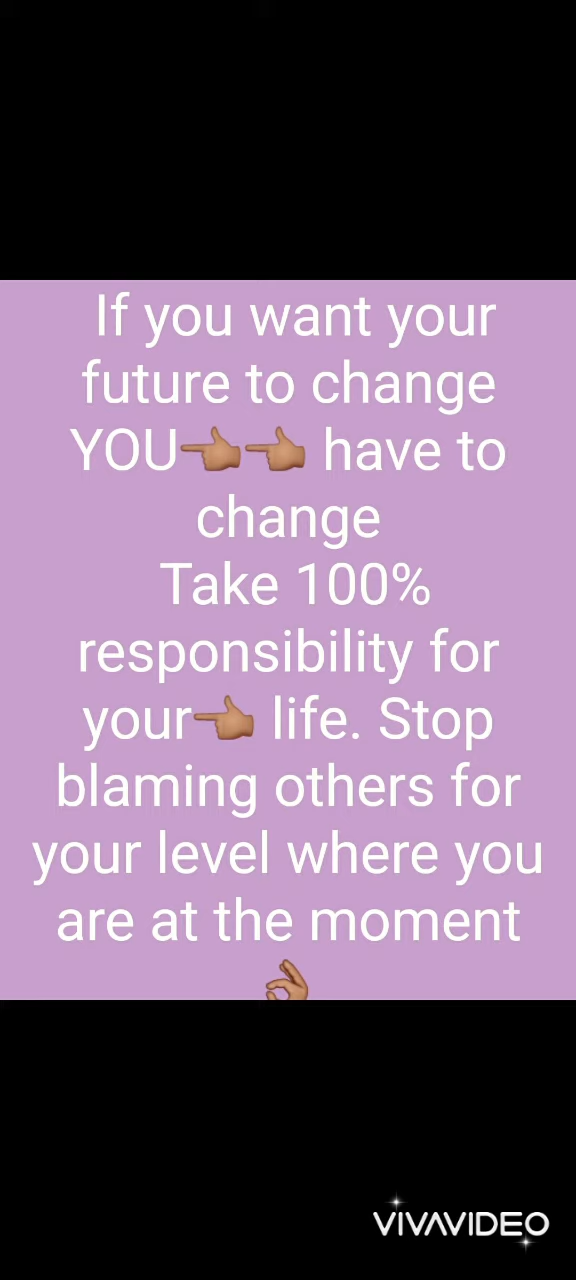 If you want your
future to change
YOU👈🏽👈🏽 have to
change
Take 100%
responsibility for
your👈🏽 life. Stop
blaming others for
your level where you
are at the moment
👌🏽
VIVAVIDEO